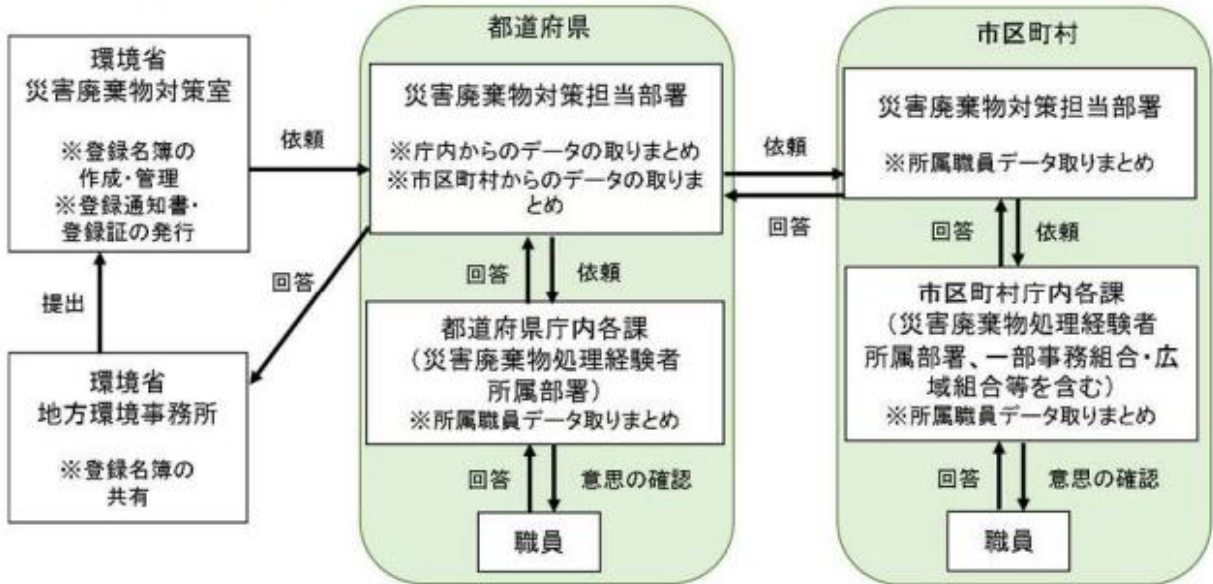 環境省
災害廃棄物対策室
※登録名簿の
作成・管理
※登録通知書・
登録証の発行
提出
環境省
地方環境事務所
※登録名簿の
共有
依頼
回答
都道府県
災害廃棄物対策担当部署
※庁内からのデータの取りまとめ
※市区町村からのデータの取りま
とめ
回答
依頼
都道府県庁内各課
(災害廃棄物処理経験者
所属部署)
※所属職員データ取りまとめ
回答
意思の確認
職員
依頼
回答
市区町村
災害廃棄物対策担当部署
※所属職員データ取りまとめ
回答
依頼
市区町村庁内各課
(災害廃棄物処理経験者
所属部署、一部事務組合・広
域組合等を含む)
※所属職員データ取りまとめ
回答
意思の確認
職員